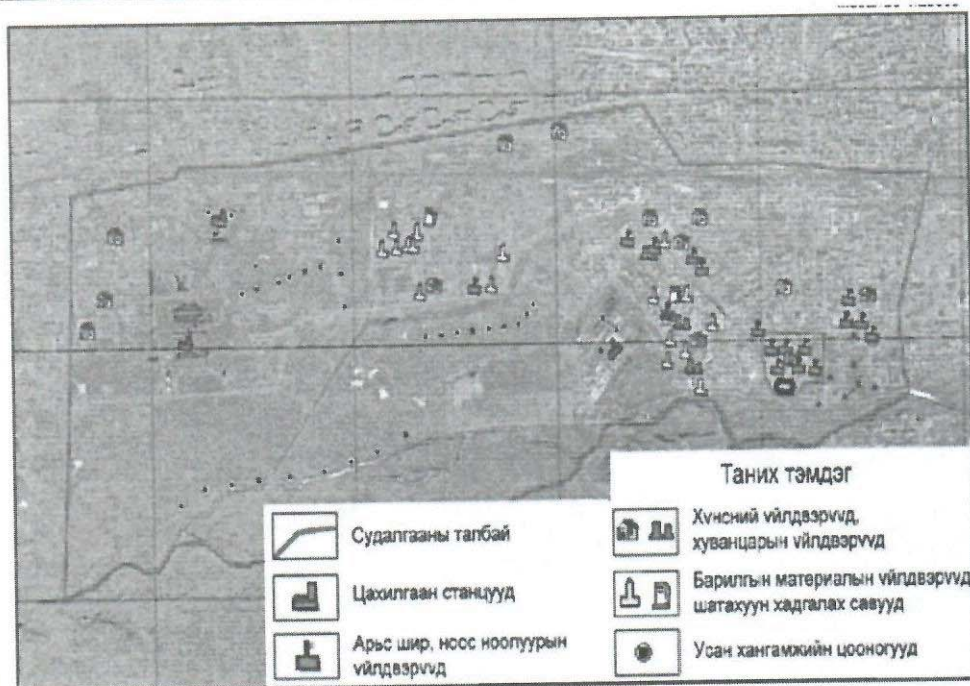 Таних тэмдэг
Судалгааны талбай
Цахилгаан станцууд
Арьс шир, носс ноолуурын
үйлдвэрүүд
Хүнсний үйлдвэрүүд,
хуванцарын үйлдвэрүүд
Барилгын материалын үйлдвэрүүд
шатахуун хадгалах савууд
Усан хангамжийн цооногууд